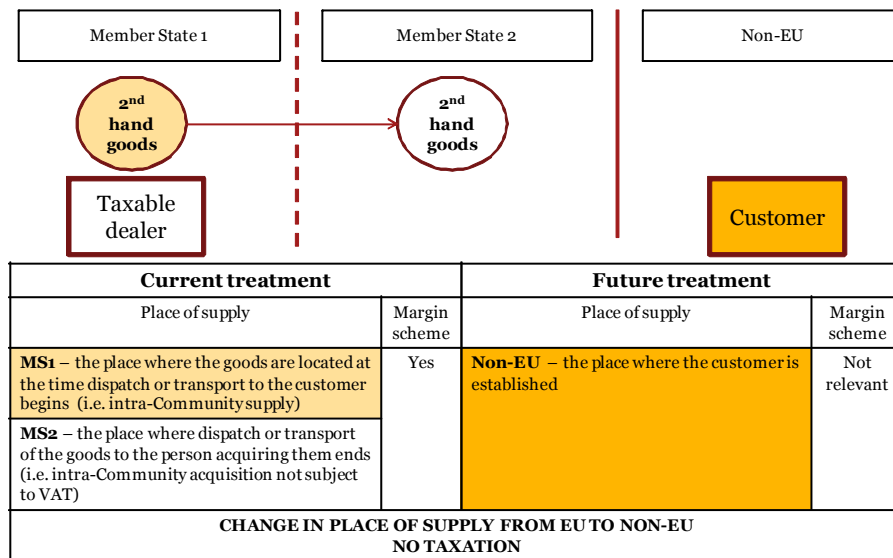 Member State 1
Member State 2
Non-EU
2nd
hand
goods
2nd
hand
goods
Taxable
dealer
Customer
Current treatment
Future treatment
Place of supply
Margin
scheme
Place of supply
Margin
scheme
MS1 – the place where the goods are located
at the time dispatch or transport to the customer
begins (i.e. intra-Community supply)
Yes
Non-EU – the place where the customer is
established
Not
relevant
MS2 – the place where dispatch or transport
of the goods to the person acquiring them ends
(i.e. intra-Community acquisition not subject
to VAT)
CHANGE IN PLACE OF SUPPLY FROM EU TO NON-EU
NO TAXATION